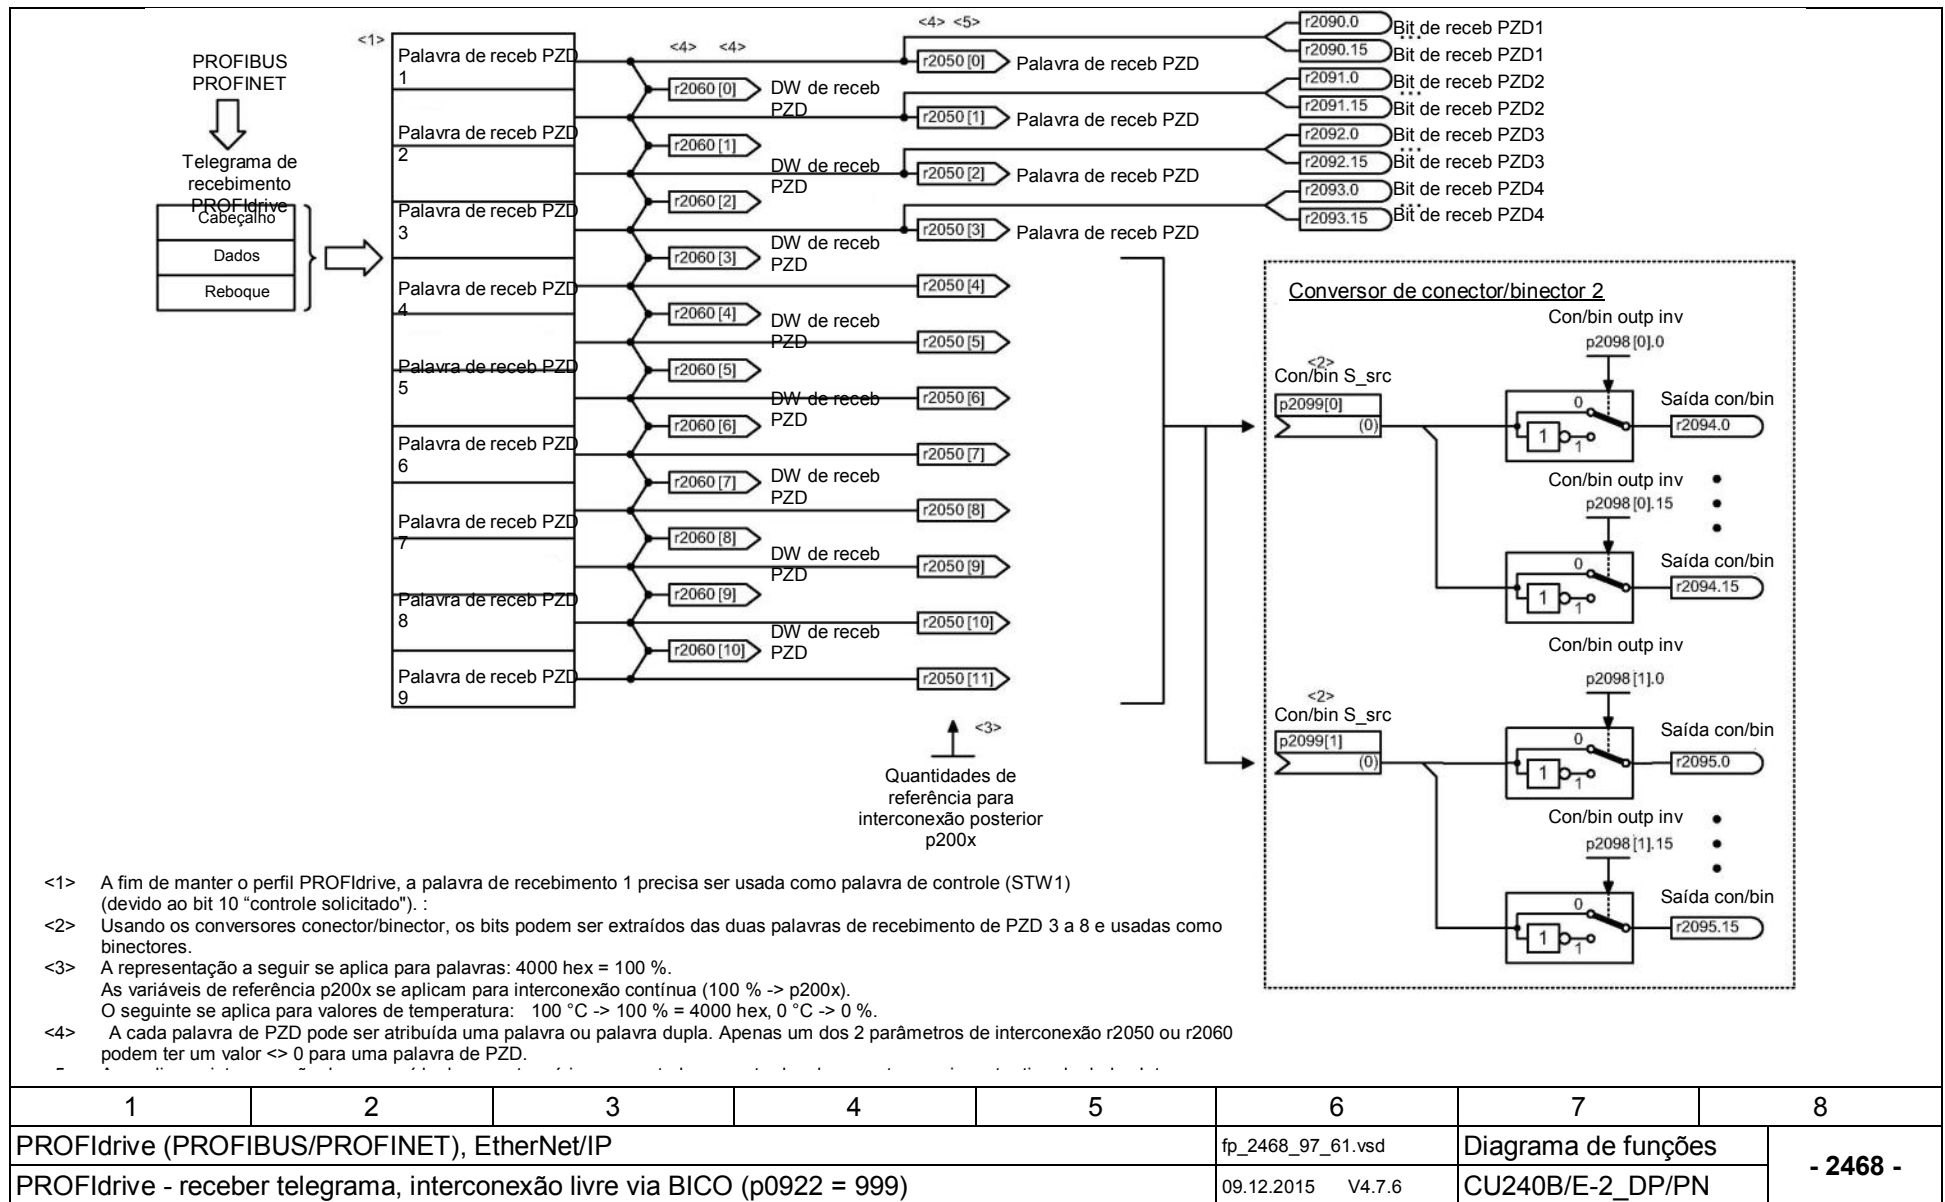 PROFIBUS
PROFINET
Telegrama de
recebimento
PROFIdrive
Cabeçalho
Dados
Reboque
<1>
Palavra de receb PZD
1
Palavra de receb PZD
2
Palavra de receb PZD
3
Palavra de receb PZD
4
Palavra de receb PZD
5
Palavra de receb PZD
6
Palavra de receb PZD
7
Palavra de receb PZD
8
Palavra de receb PZD
9
<4> <4>
r2060 [0]
r2060 [1]
r2060 [2]
r2060 [3]
r2060 [4]
r2060 [5]
r2060 [6]
r2060 [7]
r2060 [8]
r2060 [9]
r2060 [10]
DW de receb
PZD
DW de receb
PZD
DW de receb
PZD
DW de receb
PZD
DW de receb
PZD
DW de receb
PZD
DW de receb
PZD
DW de receb
PZD
<4> <5>
r2050 [0] Palavra de receb PZD
r2050 [1] Palavra de receb PZD
r2050 [2] Palavra de receb PZD
r2050 [3] Palavra de receb PZD
r2050 [4]
r2050 [5]
r2050 [6]
r2050 [7]
r2050 [8]
r2050 [9]
r2050 [10]
r2050 [11]
<3>
Quantidades de
referência para
interconexão posterior
p200x
r2090.0 Bit de receb PZD1
...
r2090.15 Bit de receb PZD1
r2091.0 Bit de receb PZD2
...
r2091.15 Bit de receb PZD2
r2092.0 Bit de receb PZD3
...
r2092.15 Bit de receb PZD3
r2093.0 Bit de receb PZD4
...
r2093.15 Bit de receb PZD4
Conversor de conector/binector 2
Con/bin outp inv
p2098 [0].0
<2>
Con/bin S_src
p2099[0]
(0)
0
1
1
Saída con/bin
r2094.0
Con/bin outp inv
p2098 [0].15
0
1
1
Saída con/bin
r2094.15
Con/bin outp inv
p2098 [1].0
<2>
Con/bin S_src
p2099[1]
(0)
0
1
1
Saída con/bin
r2095.0
Con/bin outp inv
p2098 [1].15
0
1
1
Saída con/bin
r2095.15
<1> A fim de manter o perfil PROFIdrive, a palavra de recebimento 1 precisa ser usada como palavra de controle (STW1)
(devido ao bit 10 “controle solicitado"). :
<2> Usando os conversores conector/binector, os bits podem ser extraídos das duas palavras de recebimento de PZD 3 a 8 e usadas como
binectores.
<3> A representação a seguir se aplica para palavras: 4000 hex = 100 %.
As variáveis de referência p200x se aplicam para interconexão contínua (100 % -> p200x).
O seguinte se aplica para valores de temperatura: 100 °C -> 100 % = 4000 hex, 0 °C -> 0 %.
<4> A cada palavra de PZD pode ser atribuída uma palavra ou palavra dupla. Apenas um dos 2 parâmetros de interconexão r2050 ou r2060
podem ter um valor <> 0 para uma palavra de PZD.
1 2 3 4 5 6 7 8
PROFIdrive (PROFIBUS/PROFINET), EtherNet/IP fp_2468_97_61.vsd Diagrama de funções
- 2468 -
PROFIdrive - receber telegrama, interconexão livre via BICO (p0922 = 999) 09.12.2015 V4.7.6 CU240B/E-2_DP/PN